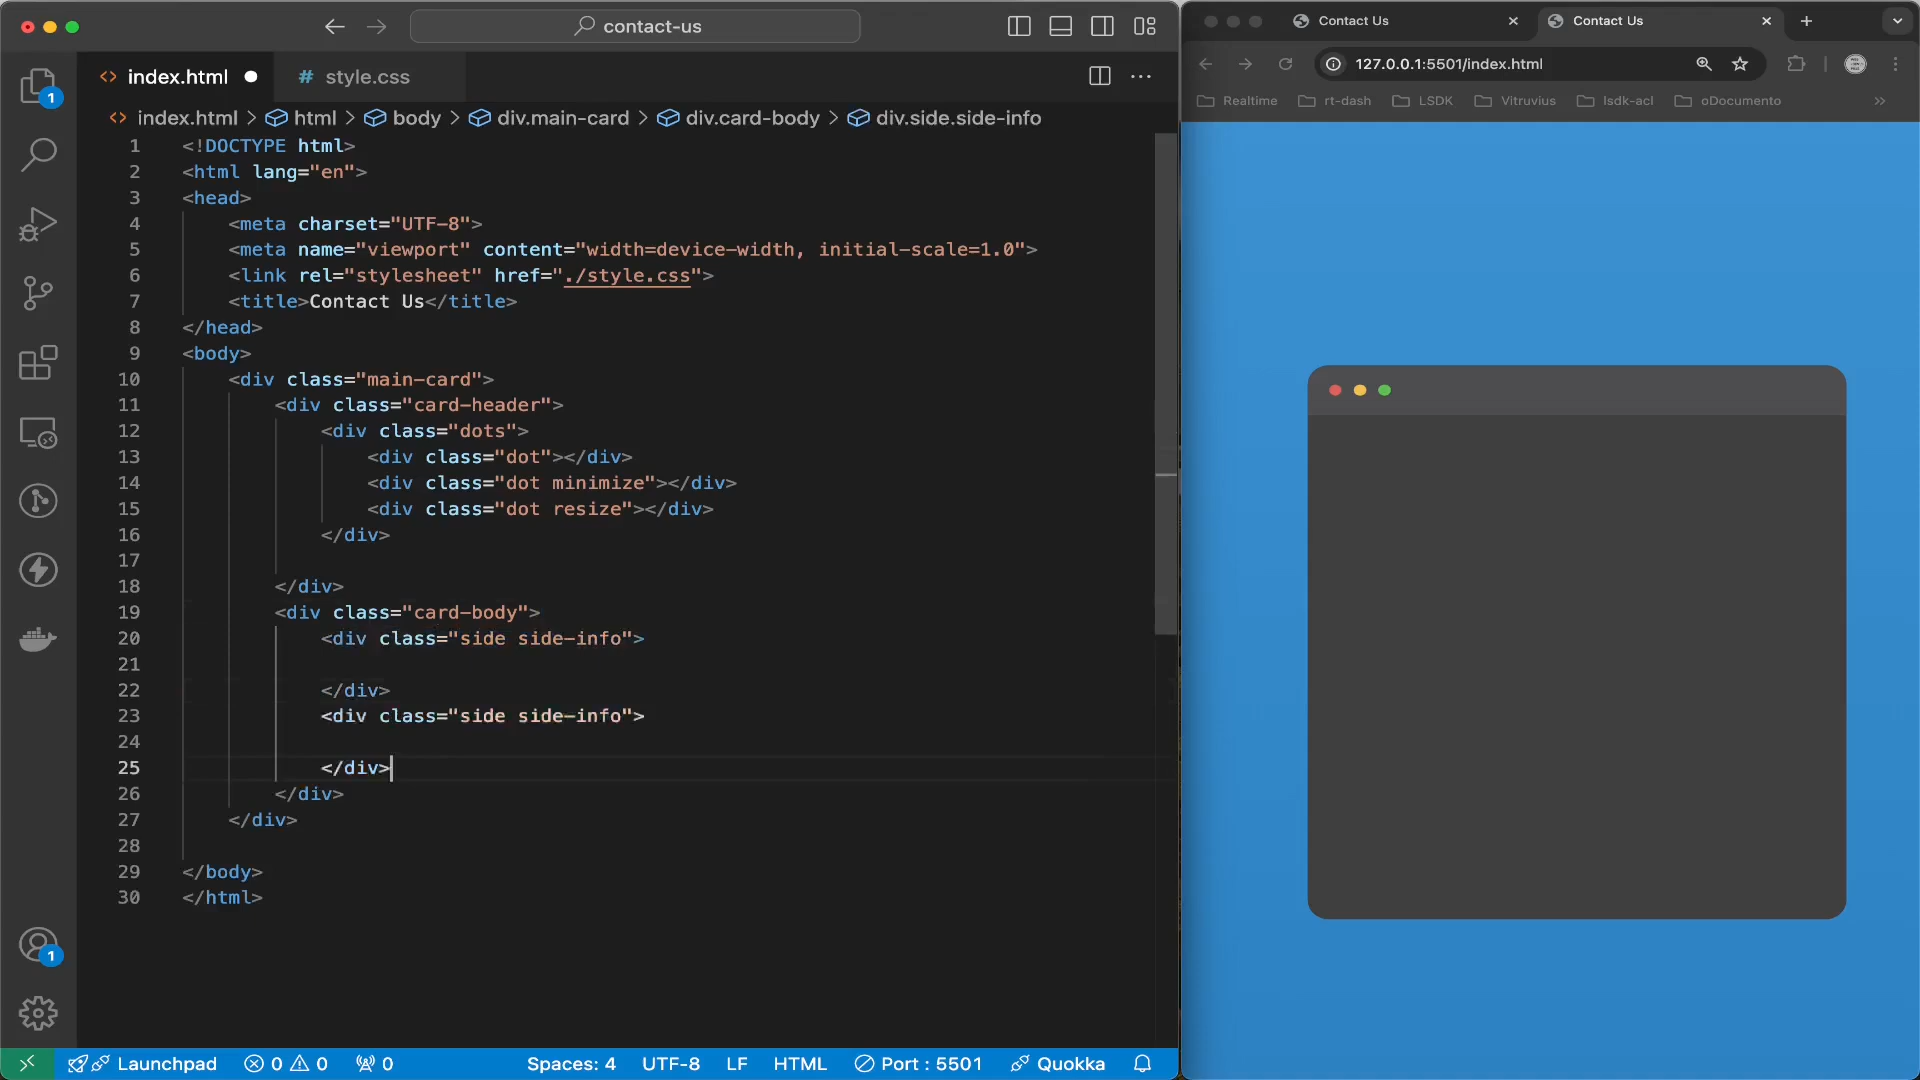 contact-us
index.html
style.css
index.html > html > body > div.main-card > div.card-body > div.side.side-info
1 <!DOCTYPE html>
2 <html lang="en">
3 <head>
4 <meta charset="UTF-8">
5 <meta name="viewport" content="width=device-width, initial-scale=1.0">
6 <link rel="stylesheet" href="./style.css">
7 <title>Contact Us</title>
8 </head>
9 <body>
10 <div class="main-card">
11 <div class="card-header">
12 <div class="dots">
13 <div class="dot"></div>
14 <div class="dot minimize"></div>
15 <div class="dot resize"></div>
16 </div>
17
18 </div>
19 <div class="card-body">
20 <div class="side side-info">
21
22 </div>
23 <div class="side side-info">
24
25 </div>
26 </div>
27 </div>
28
29 </body>
30 </html>
1
1
Launchpad 0 0 0 Spaces: 4 UTF-8 LF HTML Port : 5501 Quokka
Contact Us
Contact Us
127.0.0.1:5501/index.html
Realtime rt-dash LSDK Vitruvius lsdk-acl oDocumento